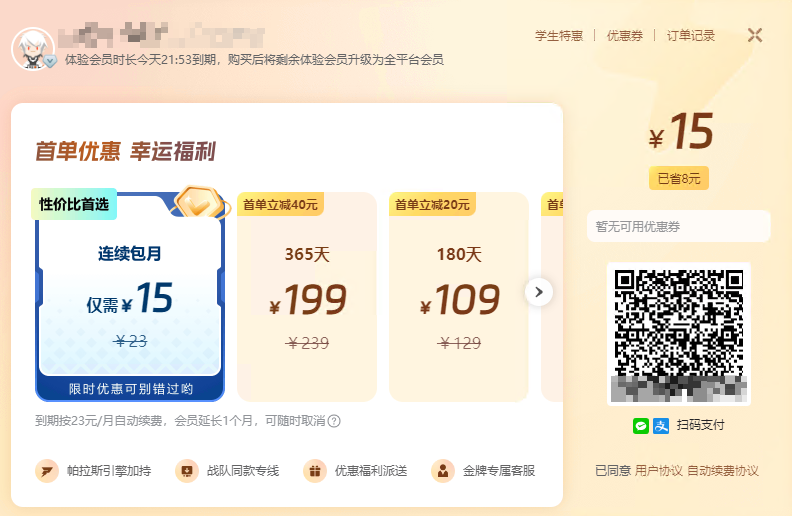 学生特惠 | 优惠券 | 订单记录
体验会员时长今天21:53到期，购买后将剩余体验会员升级为全平台会员
首单优惠 幸运福利
性价比首选
连续包月
仅需¥15
¥23
限时优惠可别错过哟
首单立减40元
365天
¥199
¥239
首单立减20元
180天
¥109
¥129
首单
到期按23元/月自动续费，会员延长1个月，可随时取消?
帕拉斯引擎加持
战队同款专线
优惠福利派送
金牌专属客服
¥15
已省8元
暂无可用优惠券
支 扫码支付
已同意 用户协议 自动续费协议